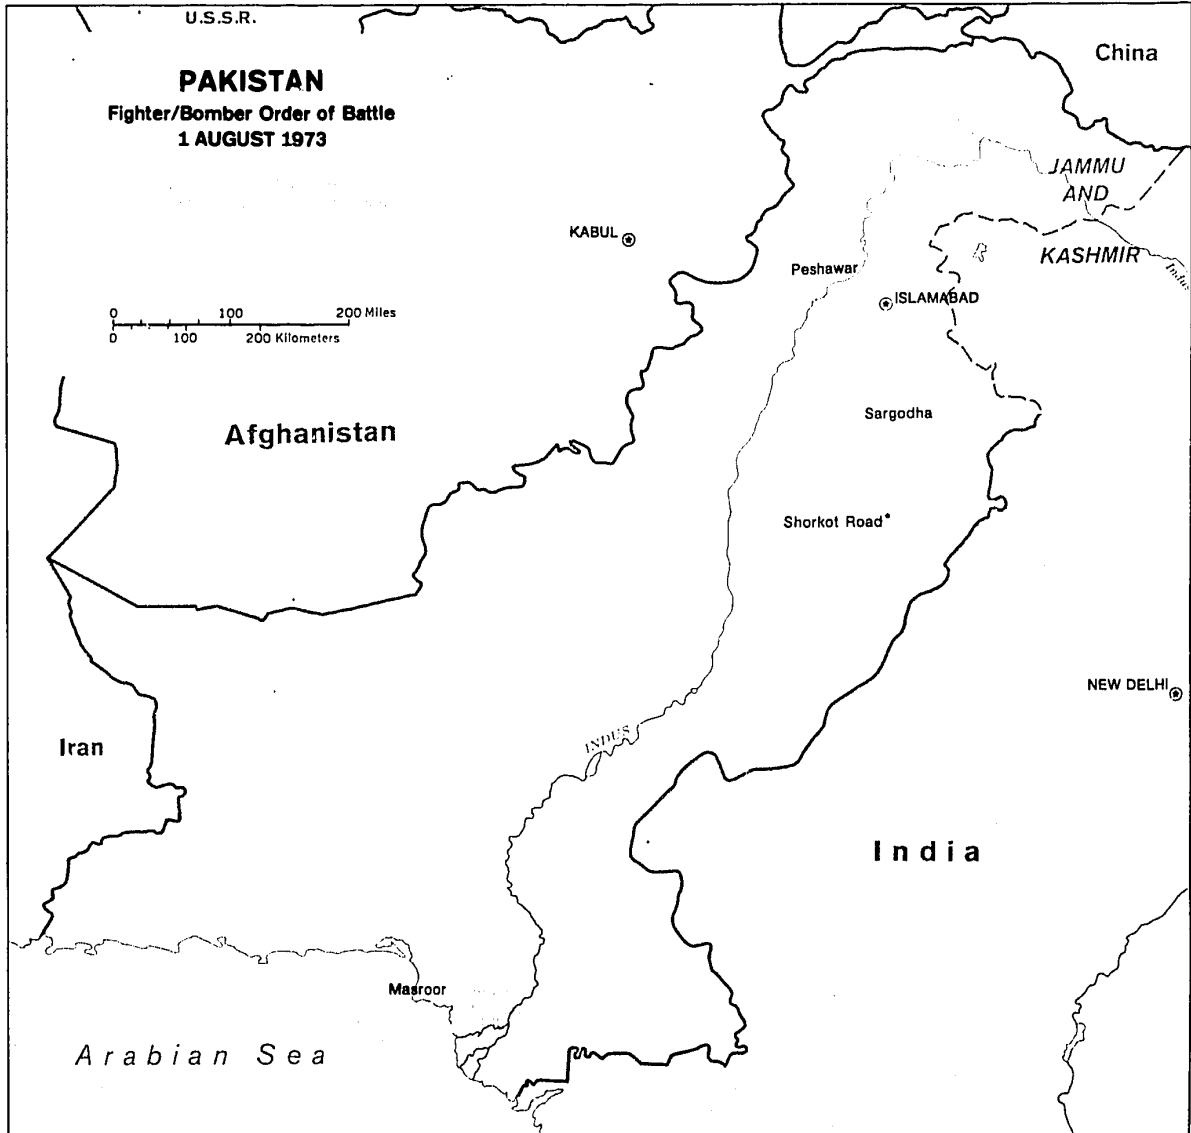 U.S.S.R.
China
PAKISTAN
Fighter/Bomber Order of Battle
1 AUGUST 1973
JAMMU
AND
KASHMIR
KABUL
Peshawar
Indus
ISLAMABAD
0 100 200 Miles
0 100 200 Kilometers
Sargodha
Afghanistan
Shorkot Road
NEW DELHI
INDUS
Iran
India
Masroor
Arabian Sea